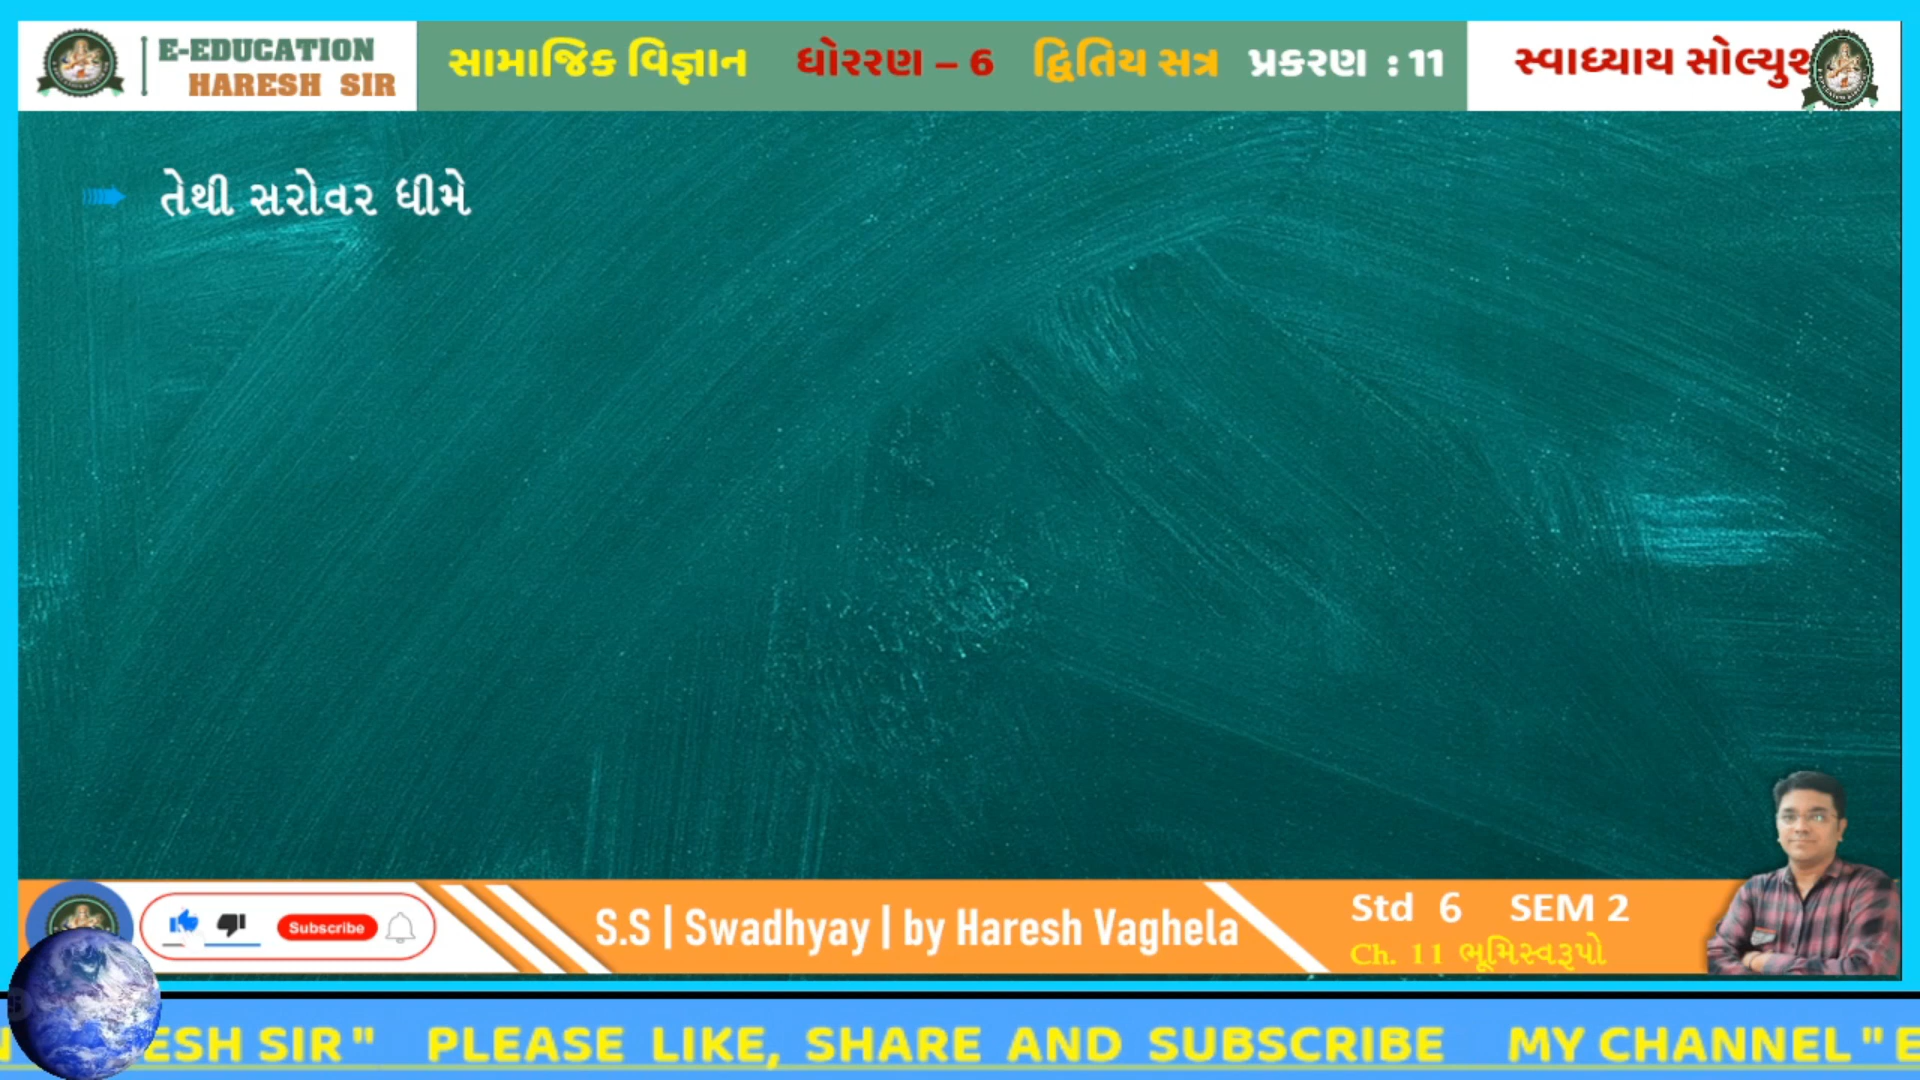 E-EDUCATION
HARESH SIR
સામાજિક વિજ્ઞાન ધોરરણ – 6 દ્વિતિય સત્ર પ્રકરણ : 11
સ્વાધ્યાય સોલ્યુશ
તેથી સરોવર ધીમે
Subscribe
S.S | Swadhyay | by Haresh Vaghela
Std 6 SEM 2
Ch. 11 ભૂમિસ્વરૂપો
ESH SIR" PLEASE LIKE, SHARE AND SUBSCRIBE MY CHANNEL" E